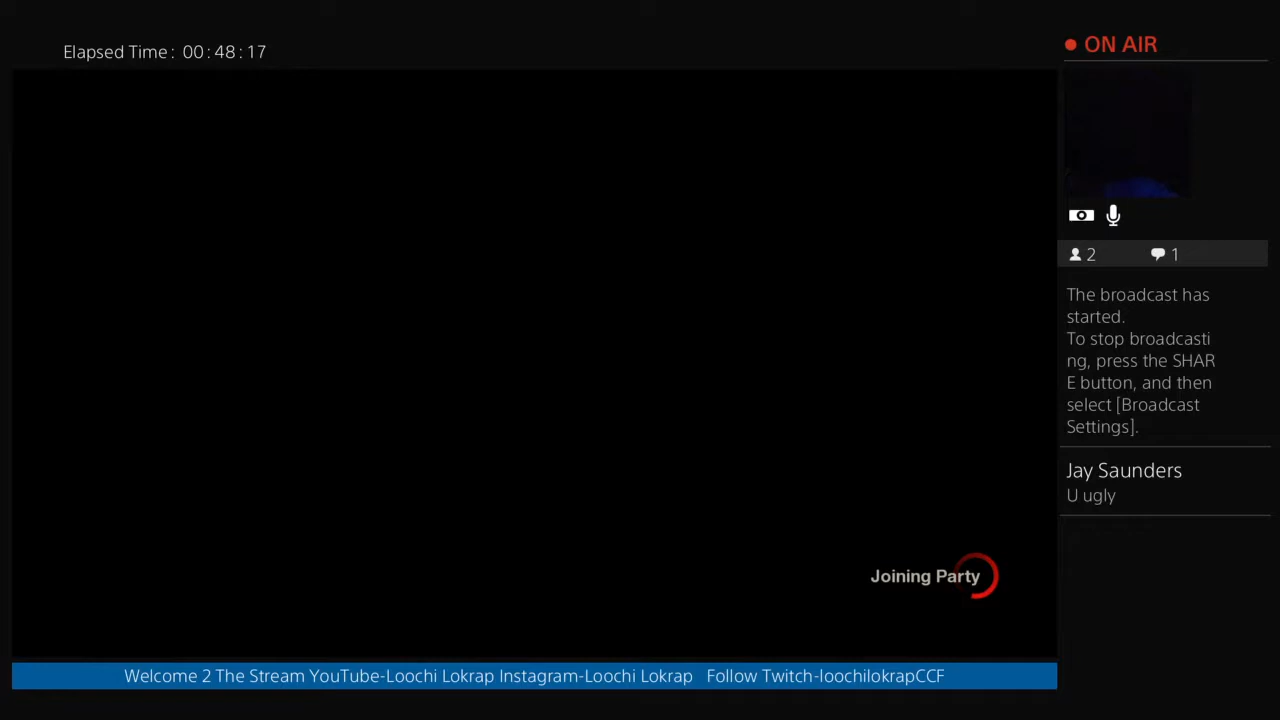 Elapsed Time: 00:48:17
ON AIR
2 1
The broadcast has
started.
To stop broadcasti
ng, press the SHAR
E button, and then
select [Broadcast
Settings].
Jay Saunders
U ugly
Joining Party
Welcome 2 The Stream YouTube-Loochi Lokrap Instagram-Loochi Lokrap Follow Twitch-loochilokrapCCF